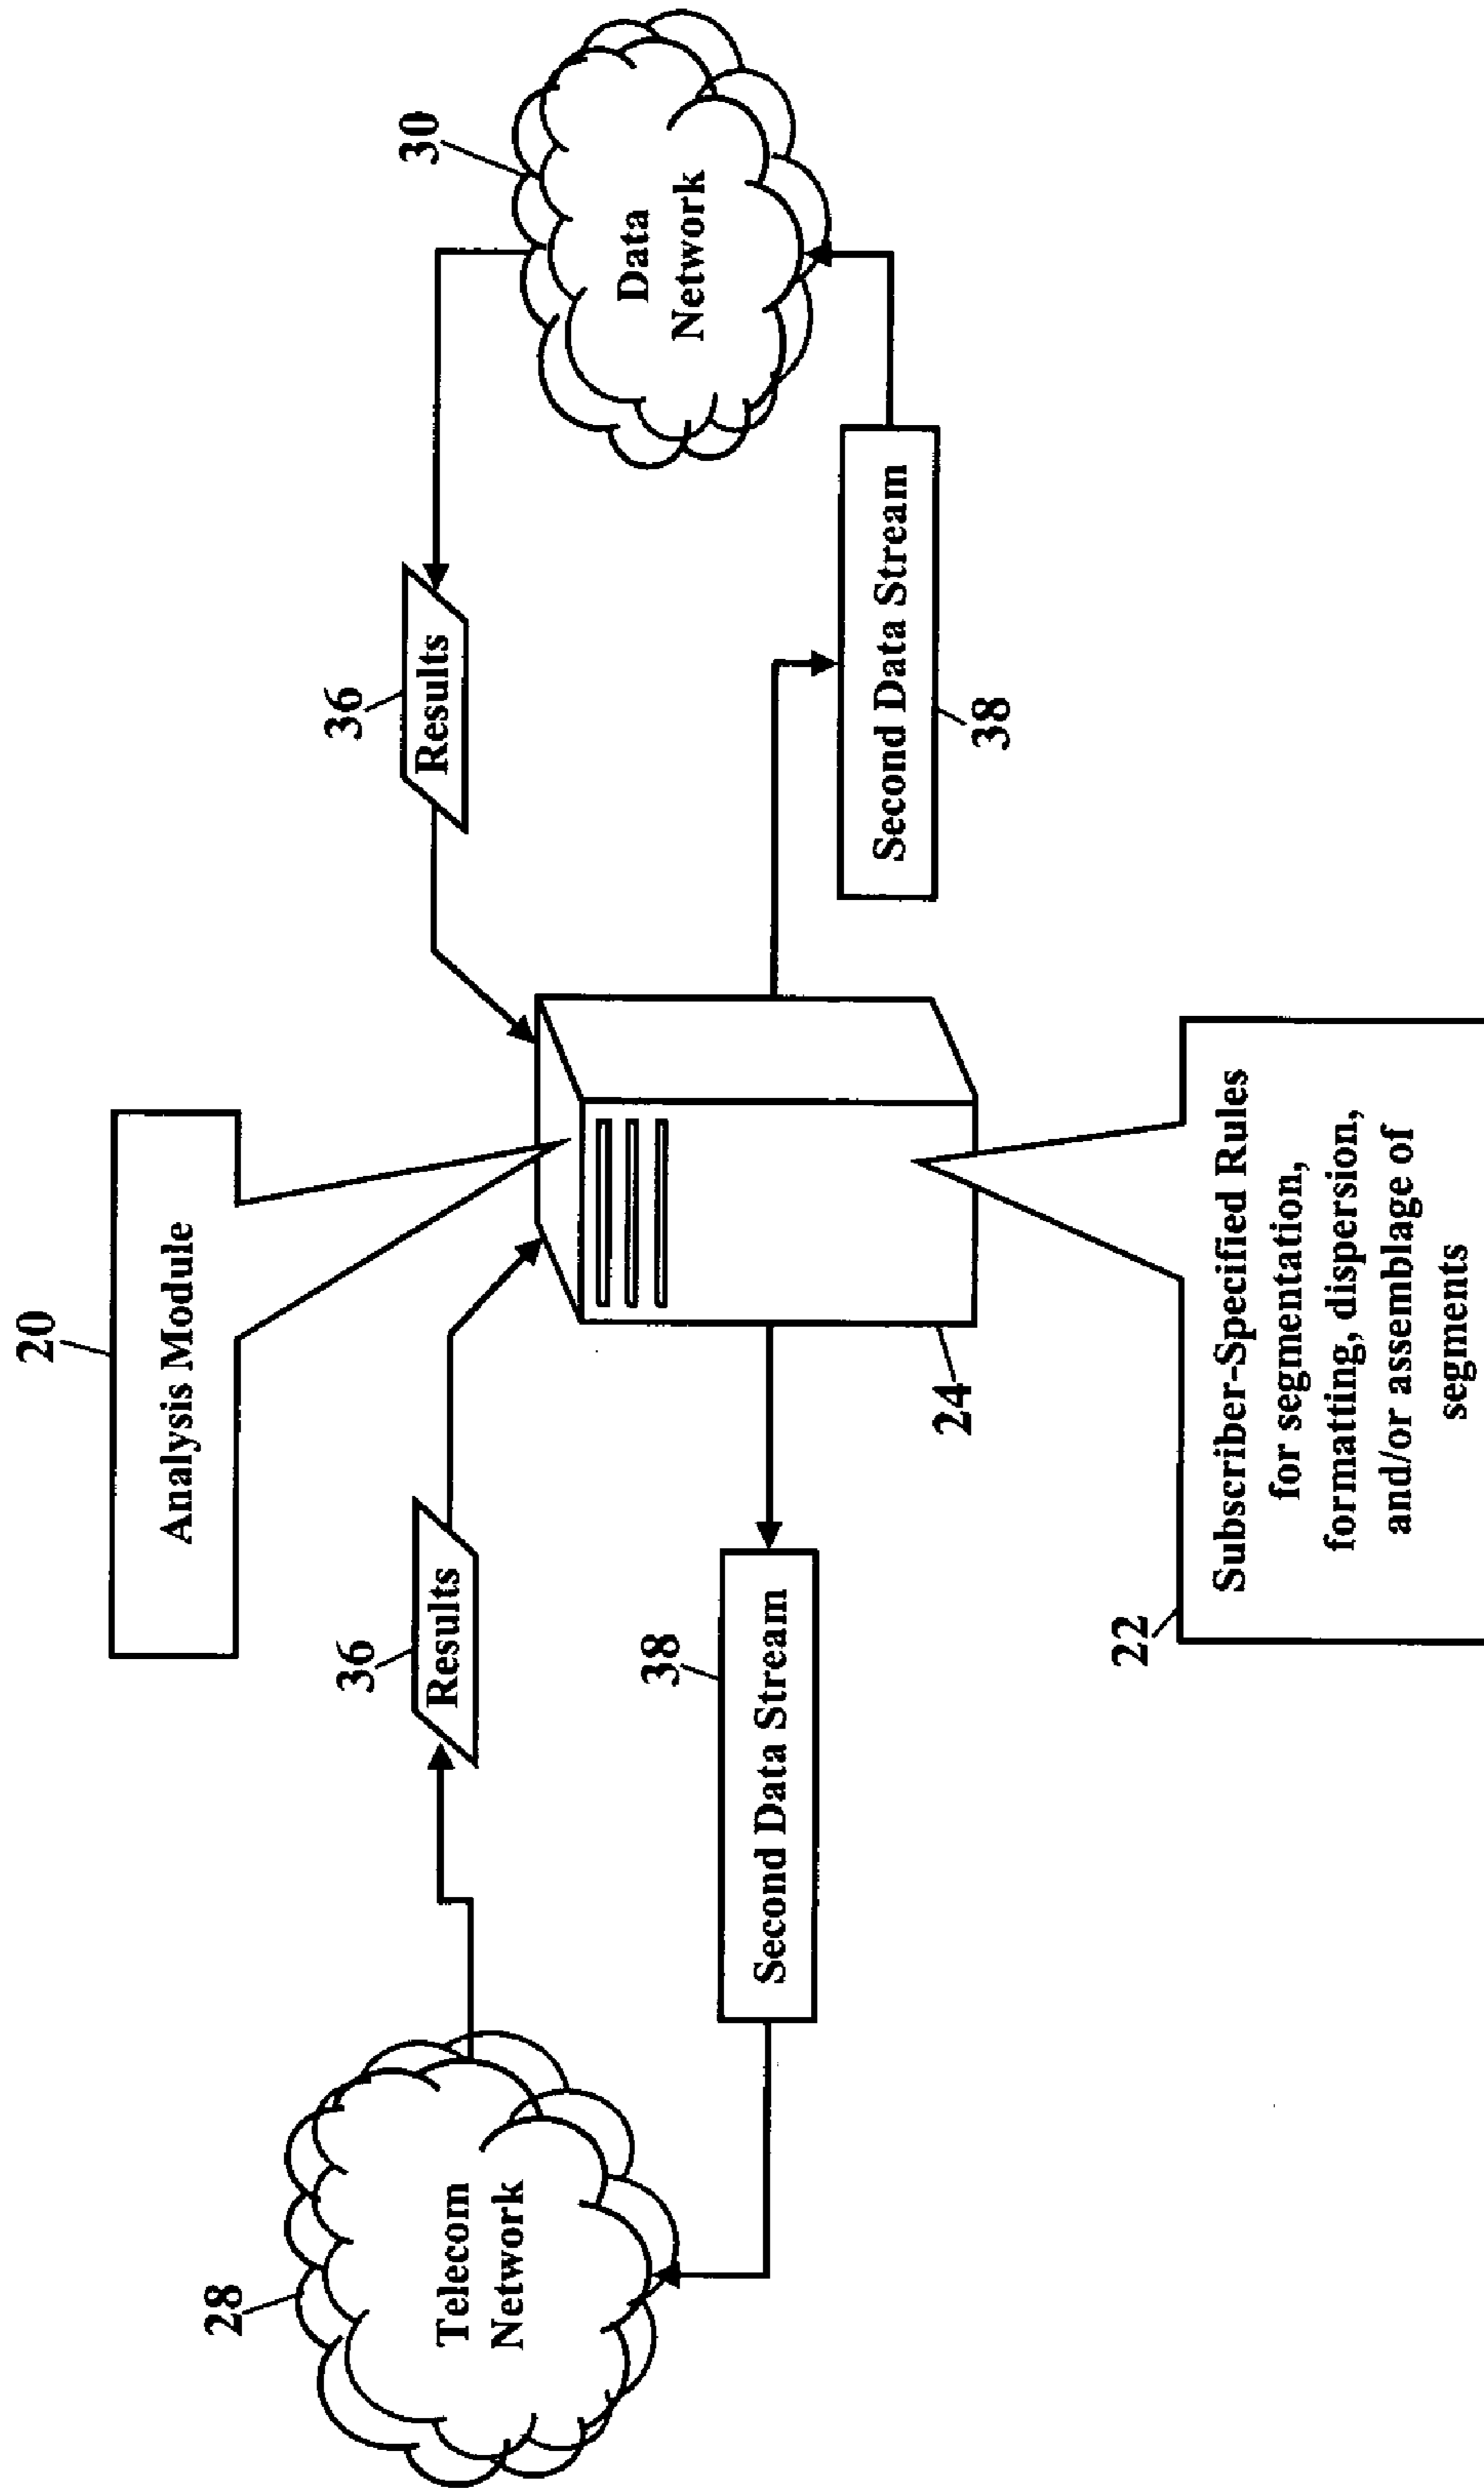 20
Analysis Module
28
Telecom
Network
36
Results
36
Results
30
Data
Network
38
Second Data Stream
24
Second Data Stream
38
22
Subscriber-Specified Rules
for segmentation,
formatting, dispersion,
and/or assemblage of
segments